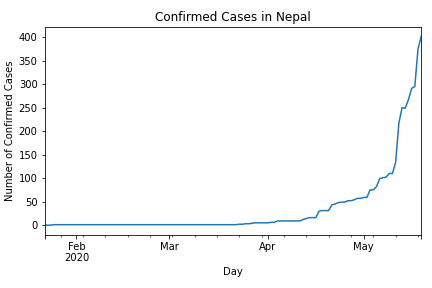 Confirmed Cases in Nepal
Number of Confirmed Cases
400
350
300
250
200
150
100
50
0
Feb
2020
Mar
Apr
May
Day